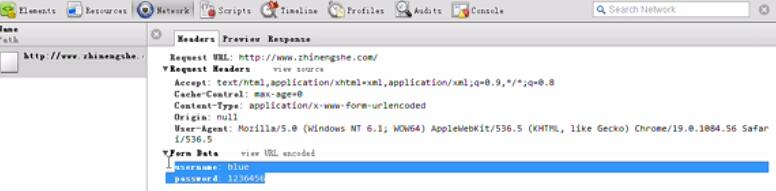 Elements Resources Network Scripts Timeline Profiles Audits Console Search Network
Name
Path
Headers Preview Response
http://www.zhinengshe.
Request URL: http://www.zhinengshe.com/
▼Request Headers view source
Accept: text/html,application/xhtml+xml,application/xml;q=0.9,*/*;q=0.8
Cache-Control: max-age=0
Content-Type: application/x-www-form-urlencoded
Origin: null
User-Agent: Mozilla/5.0 (Windows NT 6.1; WOW64) AppleWebKit/536.5 (KHTML, like Gecko) Chrome/19.0.1084.56 Safar
i/536.5
▼Form Data view URL encoded
username: blue
password: 1236456